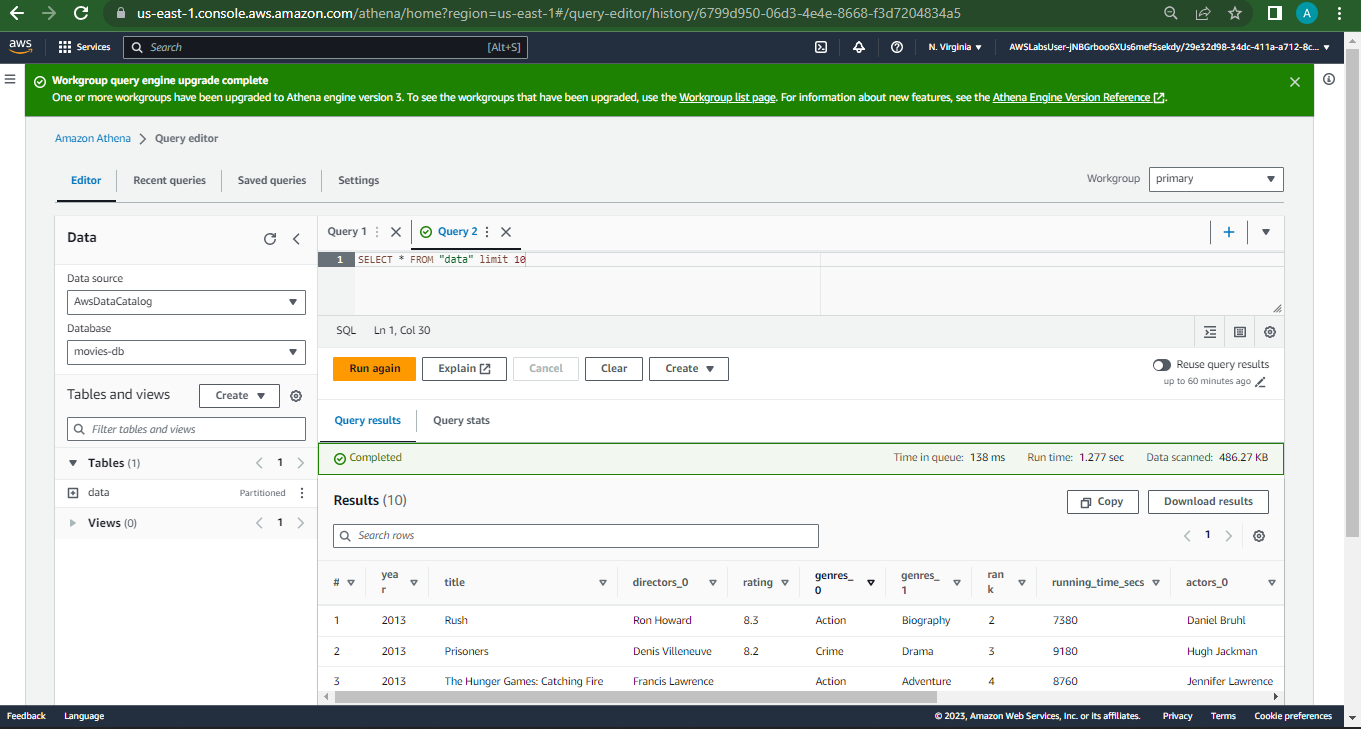 us-east-1.console.aws.amazon.com/athena/home?region=us-east-1#/query-editor/history/6799d950-06d3-4e4e-8668-f3d7204834a5
A
aws
Services
Search
[Alt+S]
N. Virginia
AWSLabsUser-jNBGrboo6XUs6mef5sekdy/29e32d98-34dc-411a-a712-8c...
Workgroup query engine upgrade complete
One or more workgroups have been upgraded to Athena engine version 3. To see the workgroups that have been upgraded, use the Workgroup list page. For information about new features, see the Athena Engine Version Reference.
Amazon Athena > Query editor
Editor
Recent queries
Saved queries
Settings
Workgroup
primary
Data
Data source
AwsDataCatalog
Database
movies-db
Tables and views
Create
Filter tables and views
Tables (1)
1
data
Partitioned
Views (0)
1
Query 1
Query 2
1
SELECT * FROM "data" limit 10
SQL
Ln 1, Col 30
Run again
Explain
Cancel
Clear
Create
Reuse query results
up to 60 minutes ago
Query results
Query stats
Completed
Time in queue: 138 ms
Run time: 1.277 sec
Data scanned: 486.27 KB
Results (10)
Copy
Download results
Search rows
1
# year title directors_0 rating genres_0 genres_1 rank running_time_secs actors_0
1 2013 Rush Ron Howard 8.3 Action Biography 2 7380 Daniel Bruhl
2 2013 Prisoners Denis Villeneuve 8.2 Crime Drama 3 9180 Hugh Jackman
3 2013 The Hunger Games: Catching Fire Francis Lawrence Action Adventure 4 8760 Jennifer Lawrence
Feedback
Language
© 2023, Amazon Web Services, Inc. or its affiliates.
Privacy
Terms
Cookie preferences